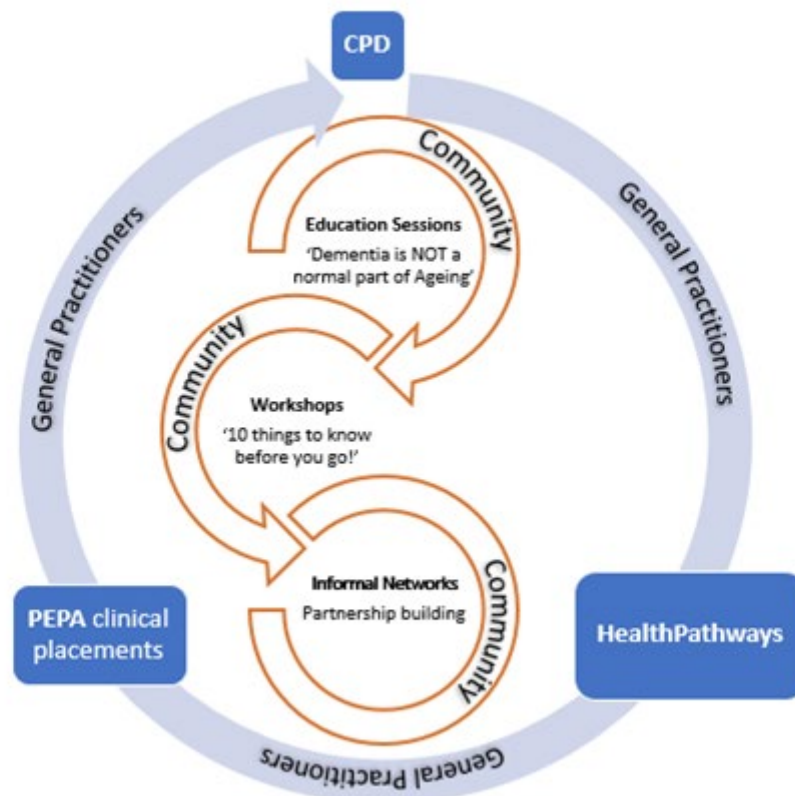 CPD
Community
General Practitioners
General Practitioners
Education Sessions
‘Dementia is NOT a
normal part of Ageing’
Community
Workshops
‘10 things to know
before you go!’
Informal Networks
Partnership building
Community
PEPA clinical
placements
HealthPathways
General Practitioners